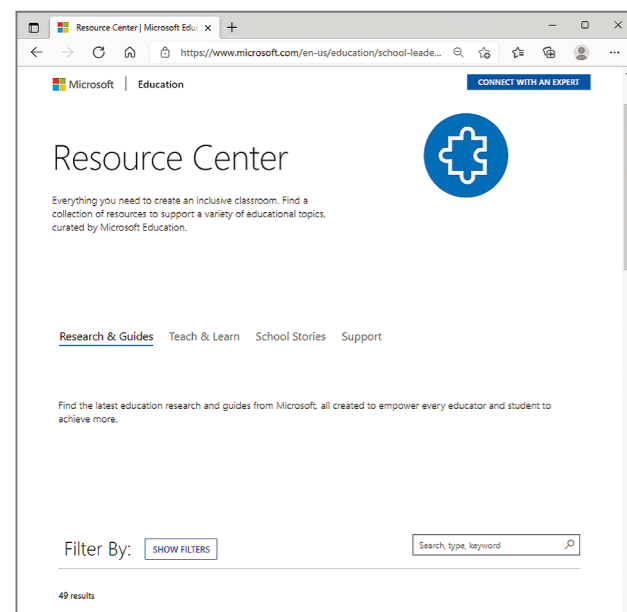 Resource Center | Microsoft Edu
https://www.microsoft.com/en-us/education/school-leade...
Microsoft | Education
CONNECT WITH AN EXPERT
Resource Center
Everything you need to create an inclusive classroom. Find a
collection of resources to support a variety of educational topics,
curated by Microsoft Education.
Research & Guides Teach & Learn School Stories Support
Find the latest education research and guides from Microsoft, all created to empower every educator and student to
achieve more.
Filter By: SHOW FILTERS Search, type, keyword
49 results